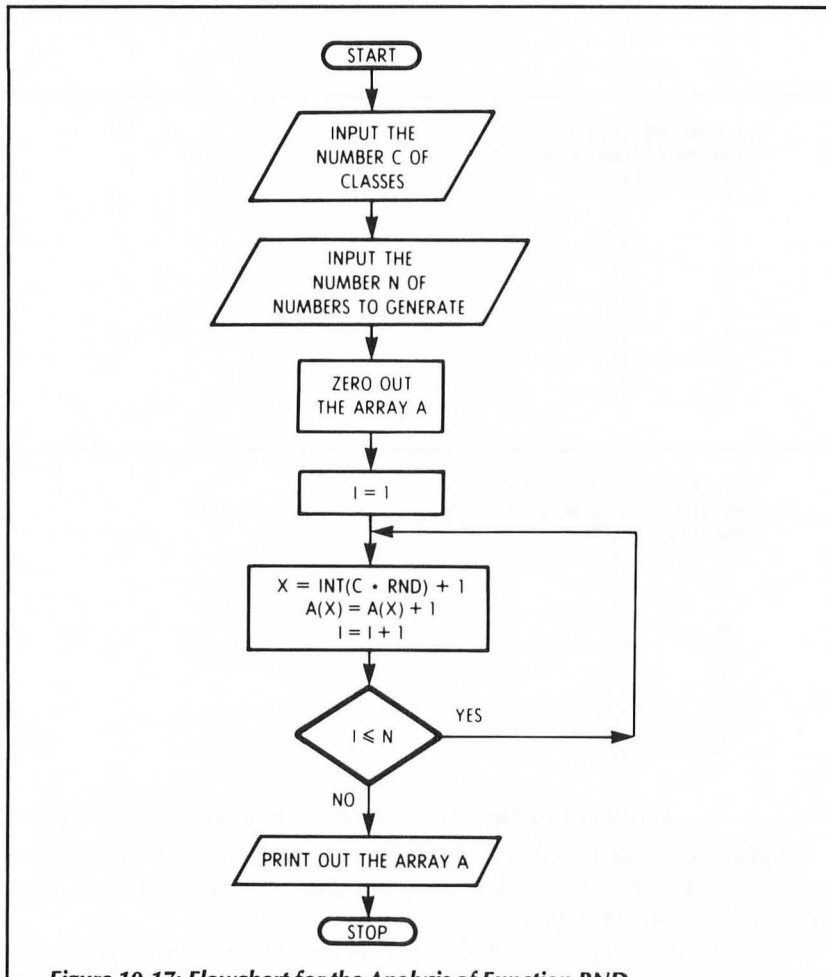 START
INPUT THE
NUMBER C OF
CLASSES
INPUT THE
NUMBER N OF
NUMBERS TO GENERATE
ZERO OUT
THE ARRAY A
I = 1
X = INT(C • RND) + 1
A(X) = A(X) + 1
I = I + 1
I ⩽ N
YES
NO
PRINT OUT THE ARRAY A
STOP
Figure 10-17: Flowchart for the Analysis of Function RND